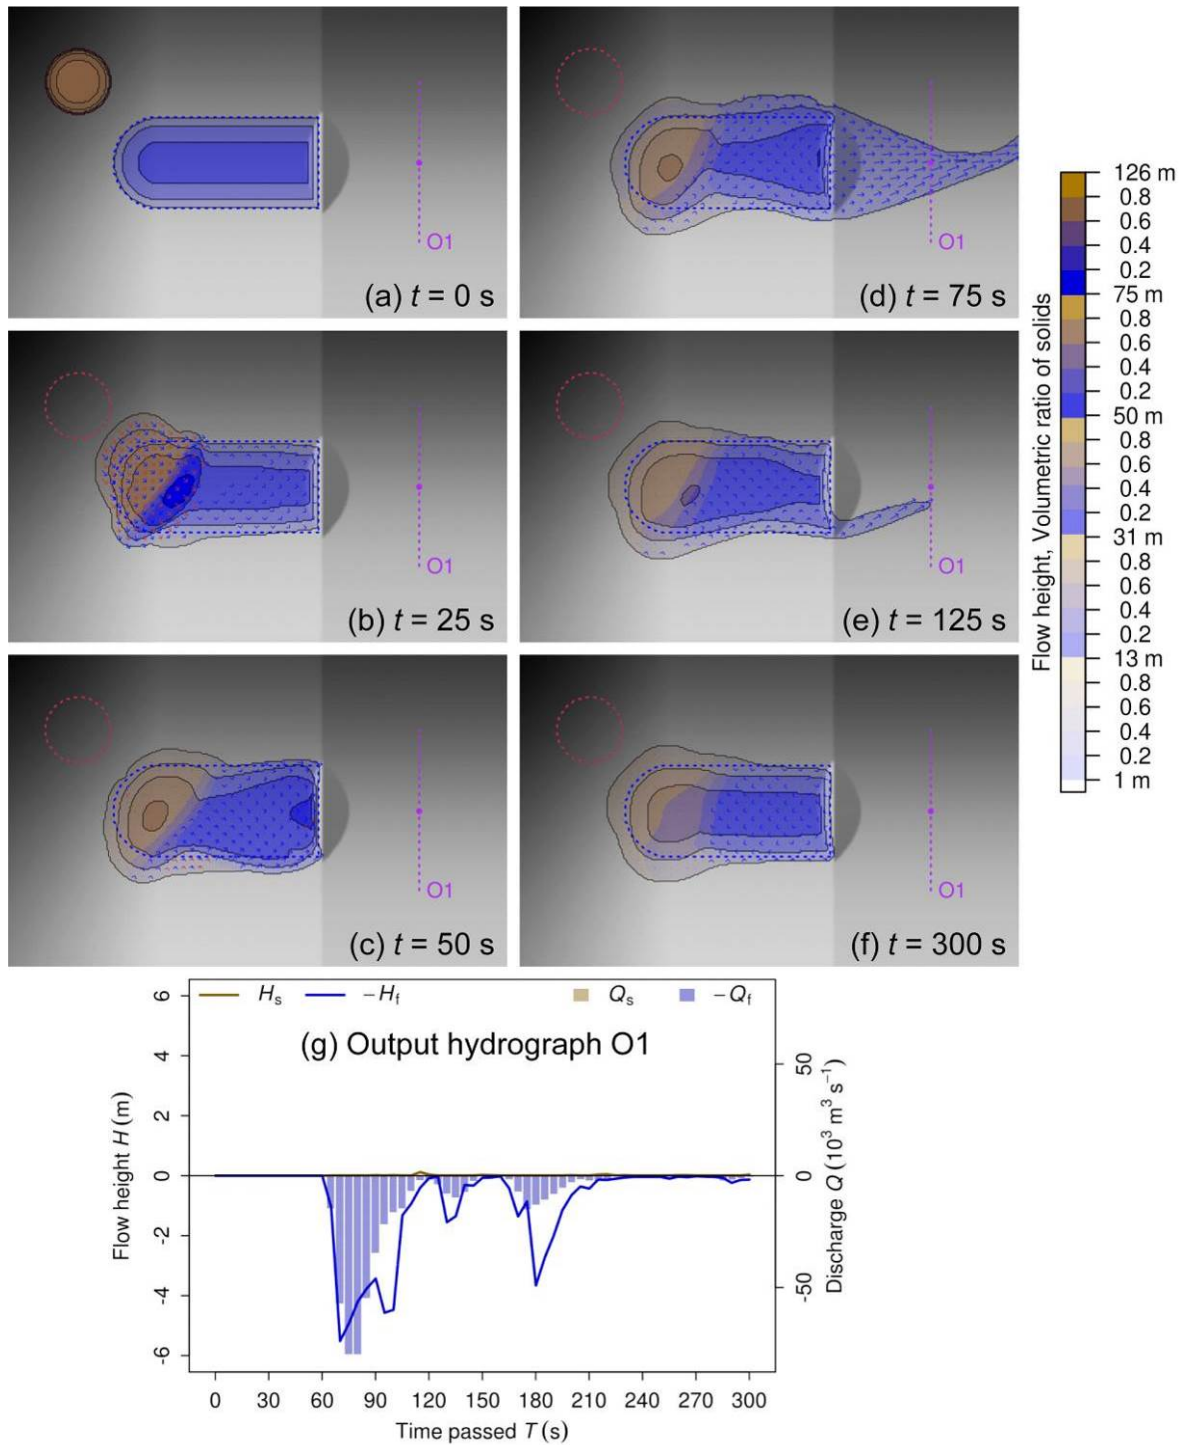 O1
(a) t = 0 s
O1
(d) t = 75 s
O1
(b) t = 25 s
O1
(e) t = 125 s
O1
(c) t = 50 s
O1
(f) t = 300 s
Flow height, Volumetric ratio of solids
126 m
0.8
0.6
0.4
0.2
75 m
0.8
0.6
0.4
0.2
50 m
0.8
0.6
0.4
0.2
31 m
0.8
0.6
0.4
0.2
13 m
0.8
0.6
0.4
0.2
1 m
Hs −Hf Qs −Qf
(g) Output hydrograph O1
Flow height H (m)
6
4
2
0
-2
-4
-6
50
0
-50
Discharge Q (10³ m³ s⁻¹)
0 30 60 90 120 150 180 210 240 270 300
Time passed T (s)